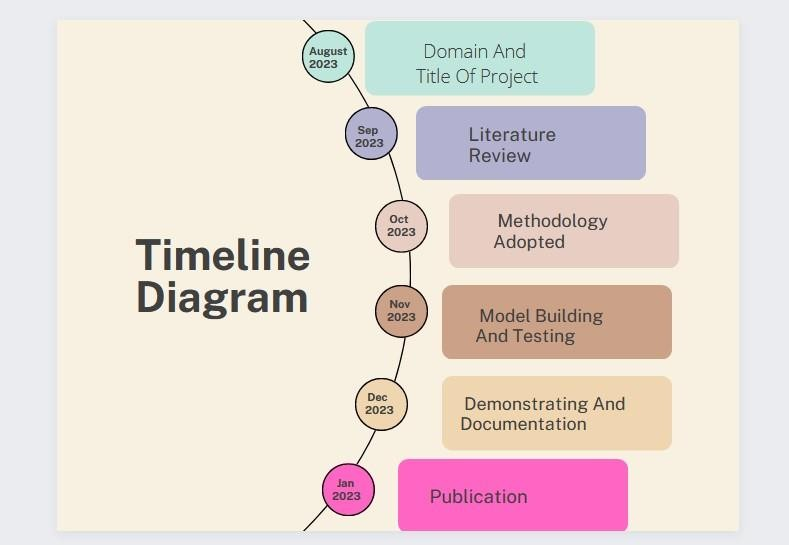 Timeline
Diagram
August
2023
Domain And
Title Of Project
Sep
2023
Literature
Review
Oct
2023
Methodology
Adopted
Nov
2023
Model Building
And Testing
Dec
2023
Demonstrating And
Documentation
Jan
2023
Publication